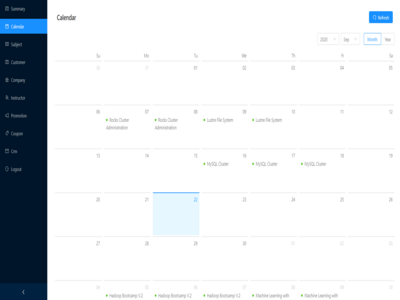 Summary
Calendar
Subject
Customer
Company
Instructor
Promotion
Coupon
Cms
Logout
Calendar
Refresh
2020 Sep Month Year
Su Mo Tu We Th Fr Sa
30 31 01 02 03 04 05
06 07 08 09 10 11 12
Rocks Cluster Administration
Rocks Cluster Administration
Lustre File System
Lustre File System
13 14 15 16 17 18 19
MySQL Cluster
MySQL Cluster
MySQL Cluster
20 21 22 23 24 25 26
27 28 29 30 01 02 03
04 05 06 07 08 09 10
Hadoop Bootcamp V.2
Hadoop Bootcamp V.2
Hadoop Bootcamp V.2
Machine Learning with
Machine Learning with